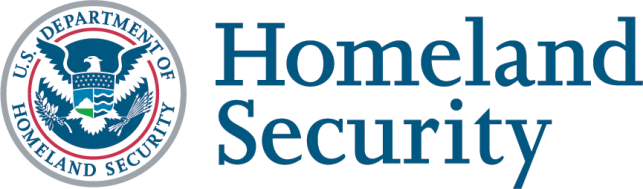 U.S. DEPARTMENT OF
HOMELAND SECURITY
Homeland
Security